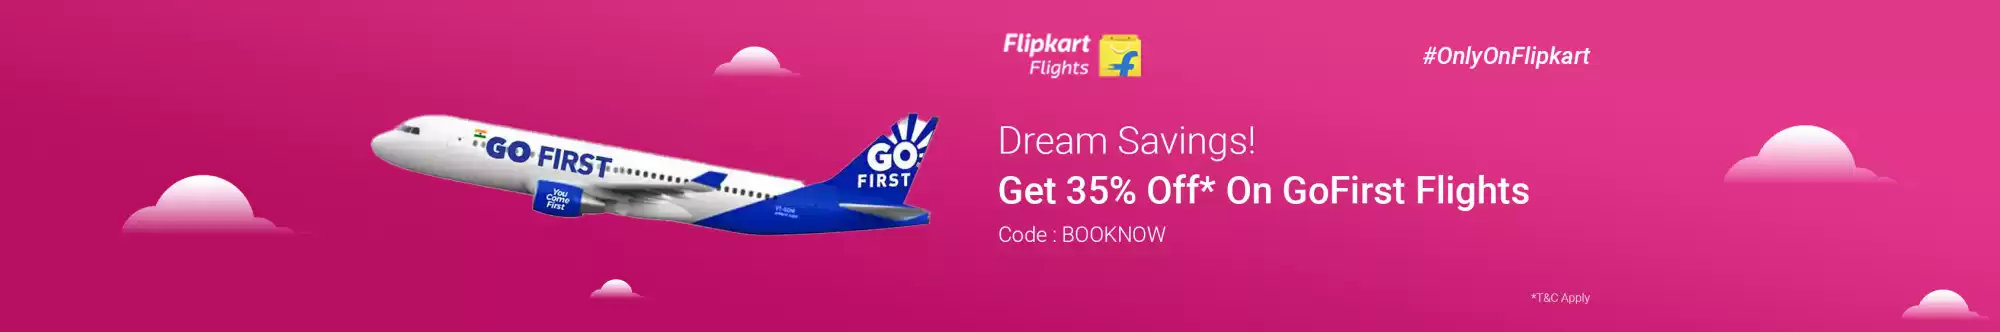 Flipkart
Flights
#OnlyOnFlipkart
Dream Savings!
Get 35% Off* On GoFirst Flights
Code : BOOKNOW
*T&C Apply
GO FIRST
You
Come
First
GO
FIRST